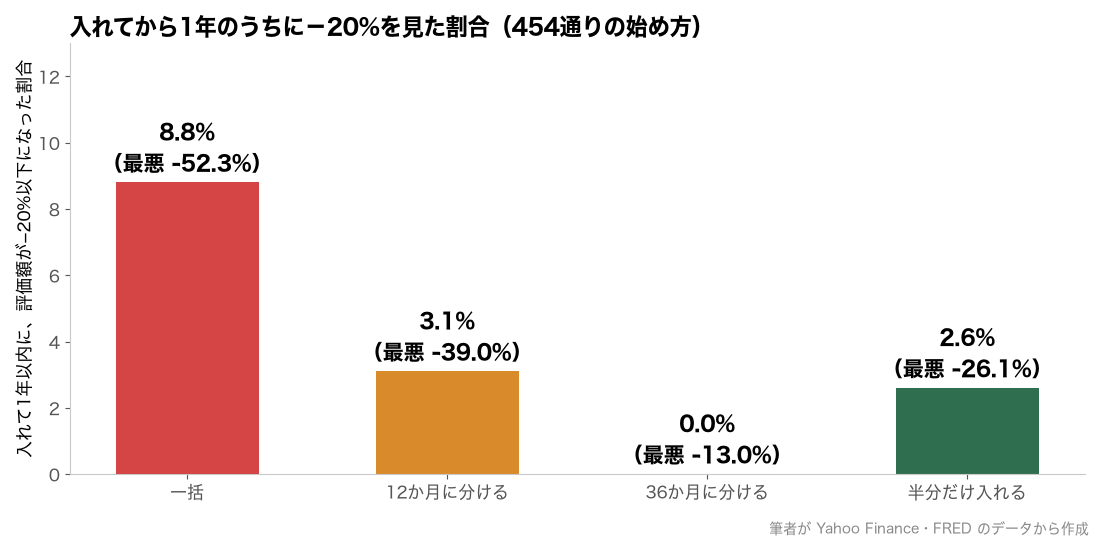 入れてから1年のうちに－20%を見た割合（454通りの始め方）
入れて1年以内に、評価額が−20%以下になった割合
12
10
8
6
4
2
0
8.8%
（最悪 -52.3%）
3.1%
（最悪 -39.0%）
0.0%
（最悪 -13.0%）
2.6%
（最悪 -26.1%）
一括
12か月に分ける
36か月に分ける
半分だけ入れる
筆者が Yahoo Finance・FRED のデータから作成